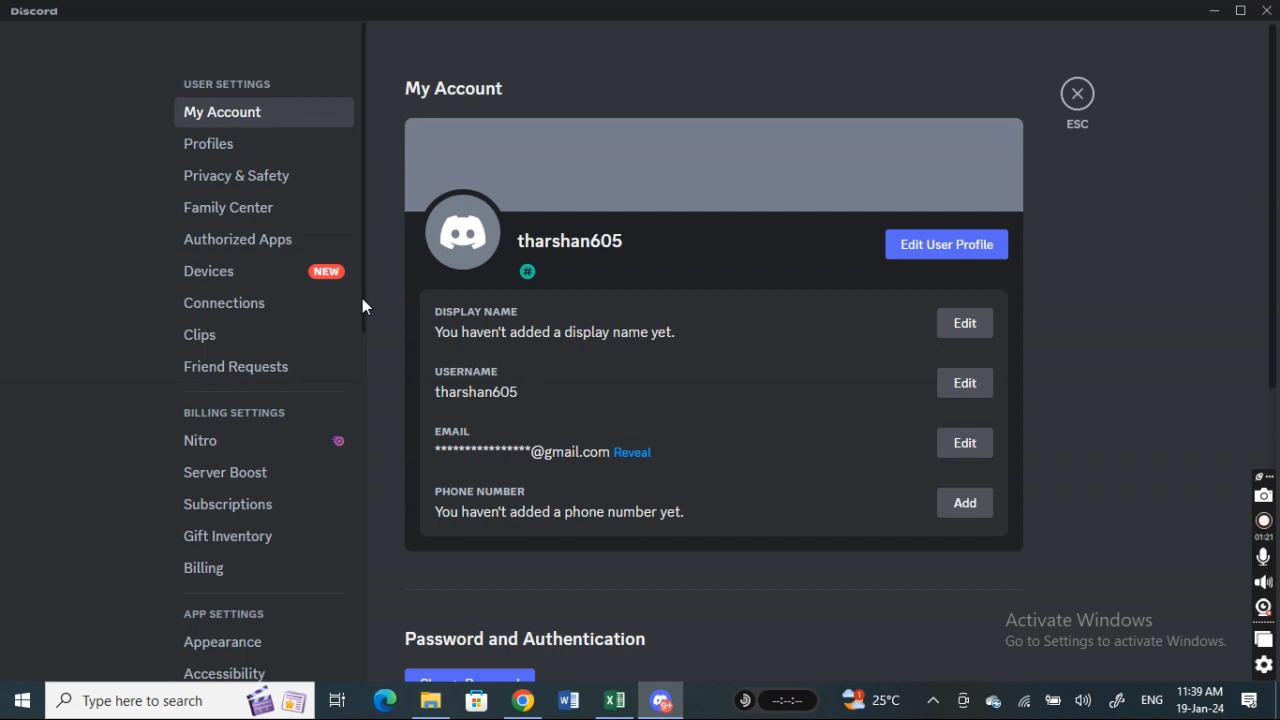 Discord
USER SETTINGS
My Account
Profiles
Privacy & Safety
Family Center
Authorized Apps
Devices NEW
Connections
Clips
Friend Requests
BILLING SETTINGS
Nitro
Server Boost
Subscriptions
Gift Inventory
Billing
APP SETTINGS
Appearance
Accessibility
My Account
ESC
tharshan605
Edit User Profile
#
DISPLAY NAME
You haven't added a display name yet.
Edit
USERNAME
tharshan605
Edit
EMAIL
****************@gmail.com Reveal
Edit
PHONE NUMBER
You haven't added a phone number yet.
Add
Password and Authentication
Activate Windows
Go to Settings to activate Windows.
01:21
Type here to search
9+
--:--:--
1
25°C
ENG
11:39 AM
19-Jan-24